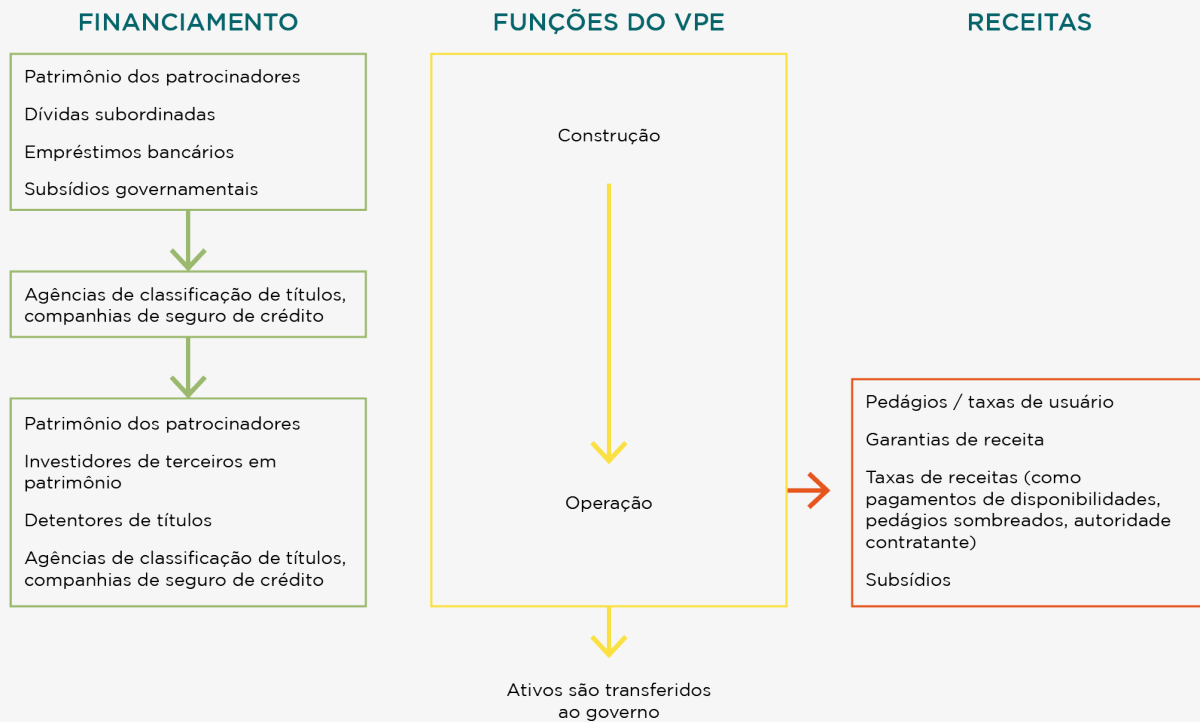 FINANCIAMENTO
Patrimônio dos patrocinadores
Dívidas subordinadas
Empréstimos bancários
Subsídios governamentais
Agências de classificação de títulos,
companhias de seguro de crédito
Patrimônio dos patrocinadores
Investidores de terceiros em
patrimônio
Detentores de títulos
Agências de classificação de títulos,
companhias de seguro de crédito
FUNÇÕES DO VPE
Construção
Operação
Ativos são transferidos
ao governo
RECEITAS
Pedágios / taxas de usuário
Garantias de receita
Taxas de receitas (como
pagamentos de disponibilidades,
pedágios sombreados, autoridade
contratante)
Subsídios